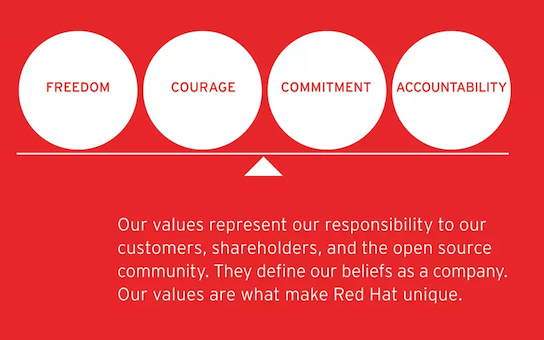 FREEDOM COURAGE COMMITMENT ACCOUNTABILITY
Our values represent our responsibility to our
customers, shareholders, and the open source
community. They define our beliefs as a company.
Our values are what make Red Hat unique.